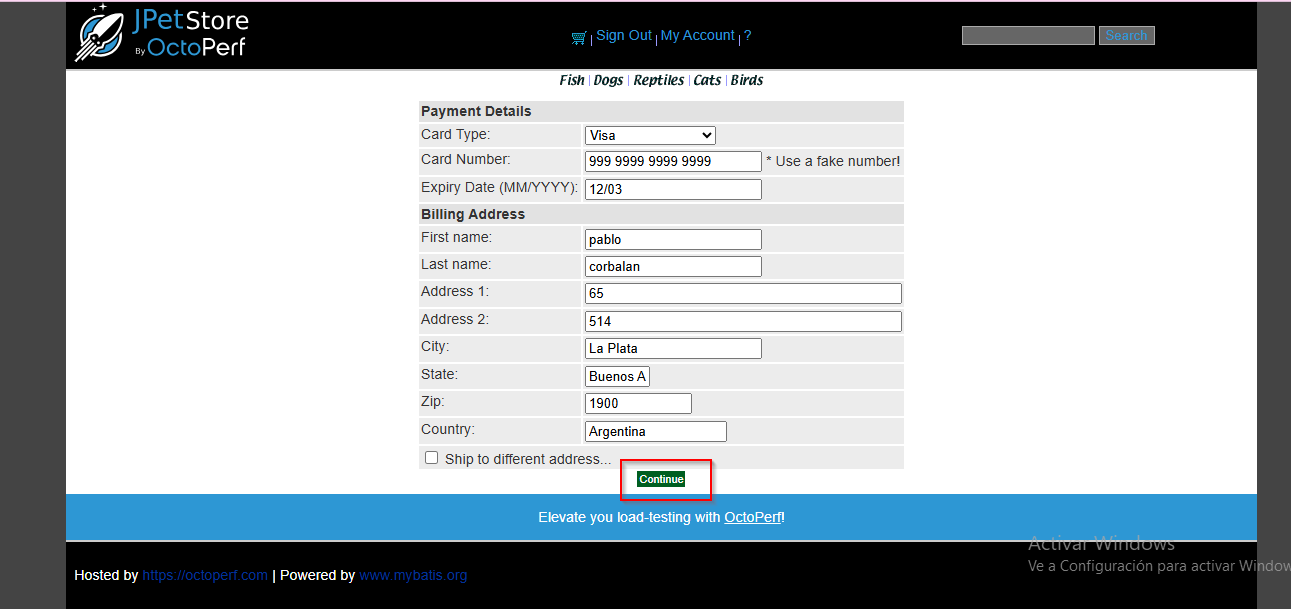 JPetStore
By OctoPerf
| Sign Out | My Account | ?
Search
Fish | Dogs | Reptiles | Cats | Birds
Payment Details
Card Type: Visa
Card Number: 999 9999 9999 9999 * Use a fake number!
Expiry Date (MM/YYYY): 12/03
Billing Address
First name: pablo
Last name: corbalan
Address 1: 65
Address 2: 514
City: La Plata
State: Buenos A
Zip: 1900
Country: Argentina
Ship to different address...
Continue
Elevate you load-testing with OctoPerf!
Activar Windows
Ve a Configuración para activar Window
Hosted by https://octoperf.com | Powered by www.mybatis.org